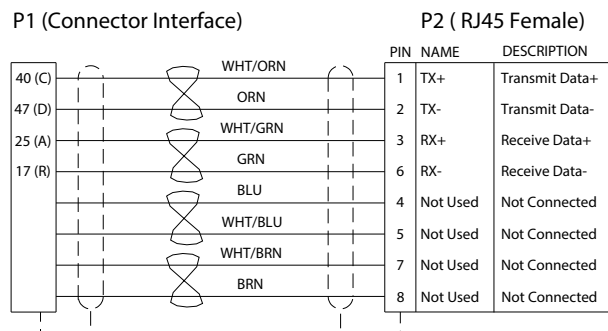 P1 (Connector Interface) P2 ( RJ45 Female)
PIN NAME DESCRIPTION
40 (C) WHT/ORN 1 TX+ Transmit Data+
47 (D) ORN 2 TX- Transmit Data-
25 (A) WHT/GRN 3 RX+ Receive Data+
17 (R) GRN 6 RX- Receive Data-
BLU 4 Not Used Not Connected
WHT/BLU 5 Not Used Not Connected
WHT/BRN 7 Not Used Not Connected
BRN 8 Not Used Not Connected